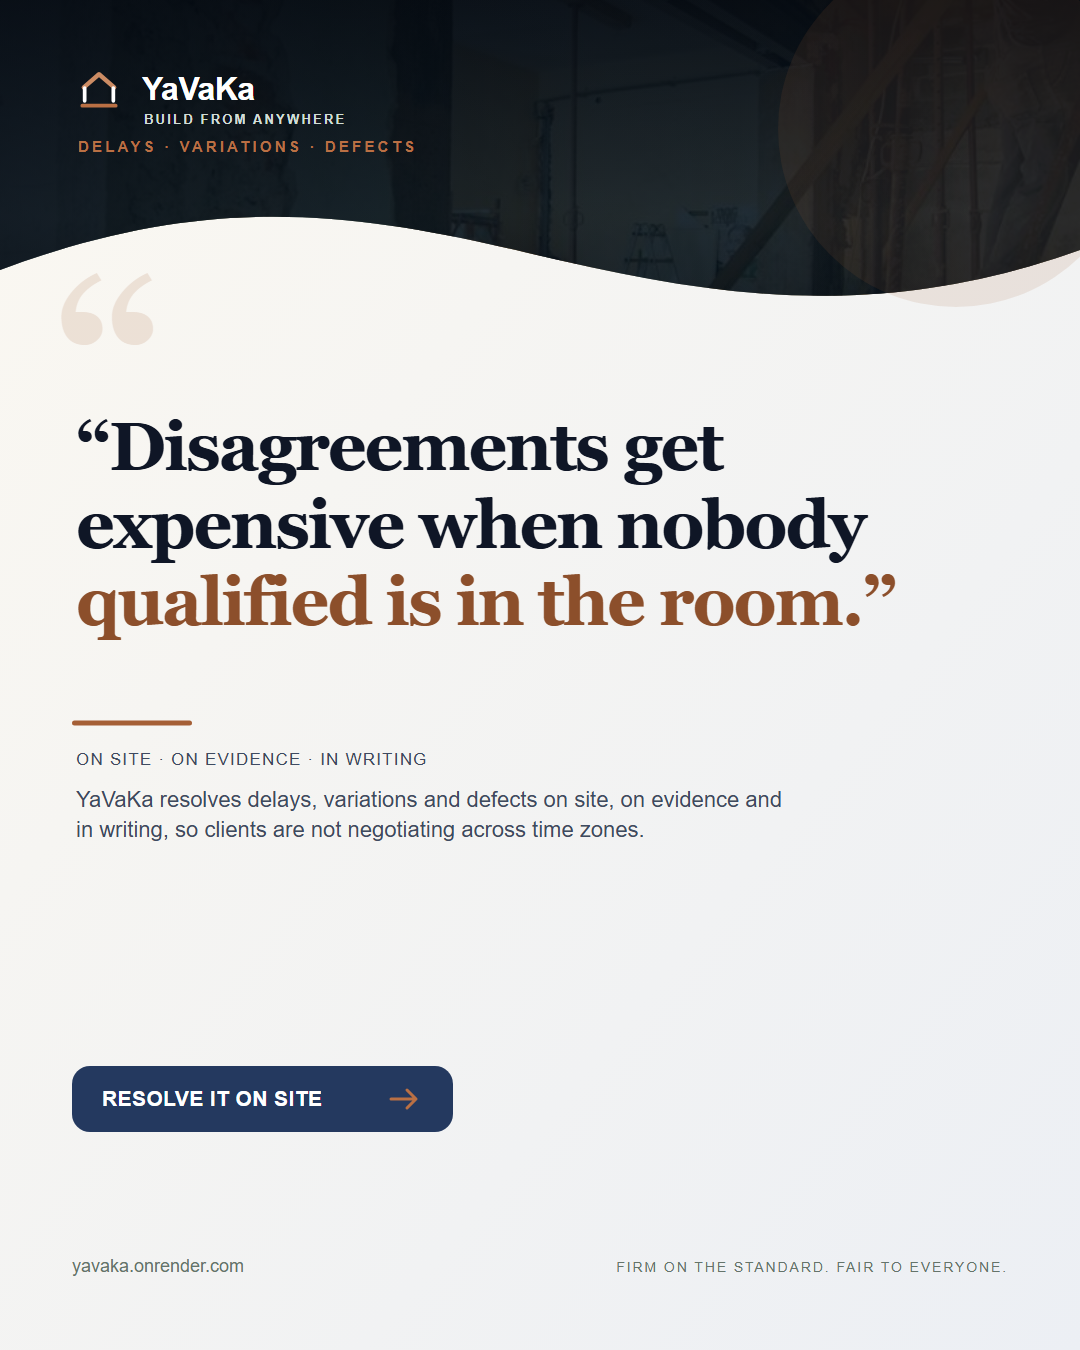 YaVaKa
BUILD FROM ANYWHERE
DELAYS · VARIATIONS · DEFECTS
“
“Disagreements get
expensive when nobody
qualified is in the room.”
ON SITE · ON EVIDENCE · IN WRITING
YaVaKa resolves delays, variations and defects on site, on evidence and
in writing, so clients are not negotiating across time zones.
RESOLVE IT ON SITE →
yavaka.onrender.com
FIRM ON THE STANDARD. FAIR TO EVERYONE.